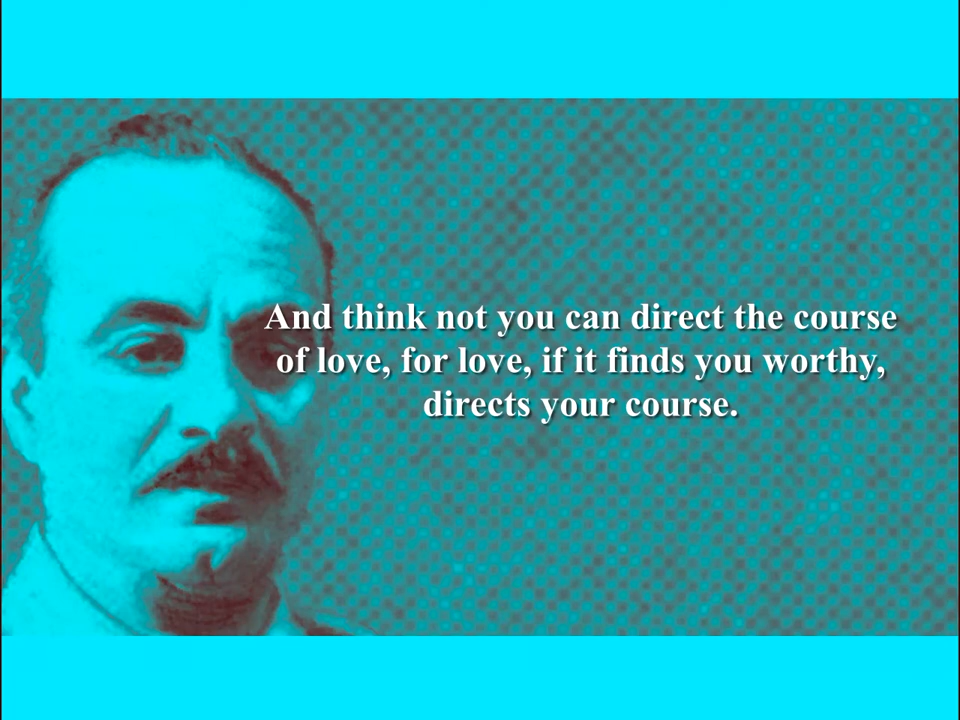 And think not you can direct the course
of love, for love, if it finds you worthy,
directs your course.